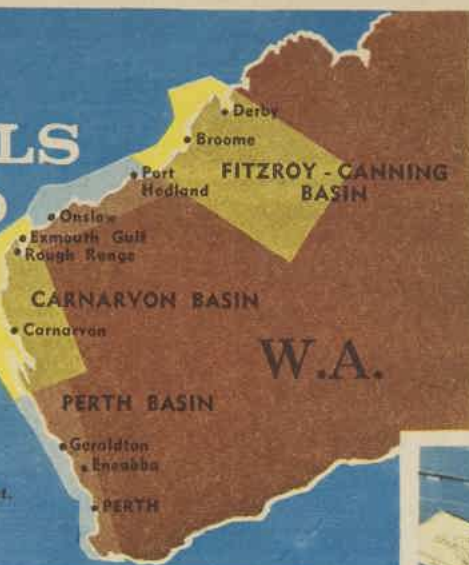 LS
Derby
Broome
Port
Hedland
FITZROY - CANNING
BASIN
Onslow
Exmouth Gulf
Rough Range
CARNARVON BASIN
Carnarvon
W.A.
PERTH BASIN
Geraldton
Eneabba
PERTH